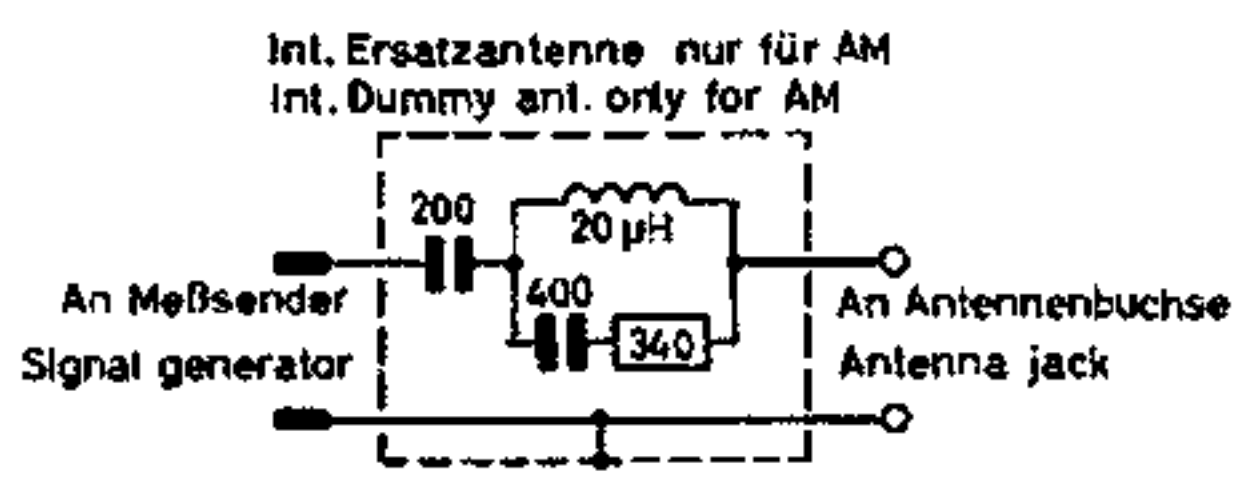 Int. Ersatzantenne nur für AM
Int. Dummy ant. only for AM
200
20 µH
400
340
An Meßsender
Signal generator
An Antennenbuchse
Antenna jack